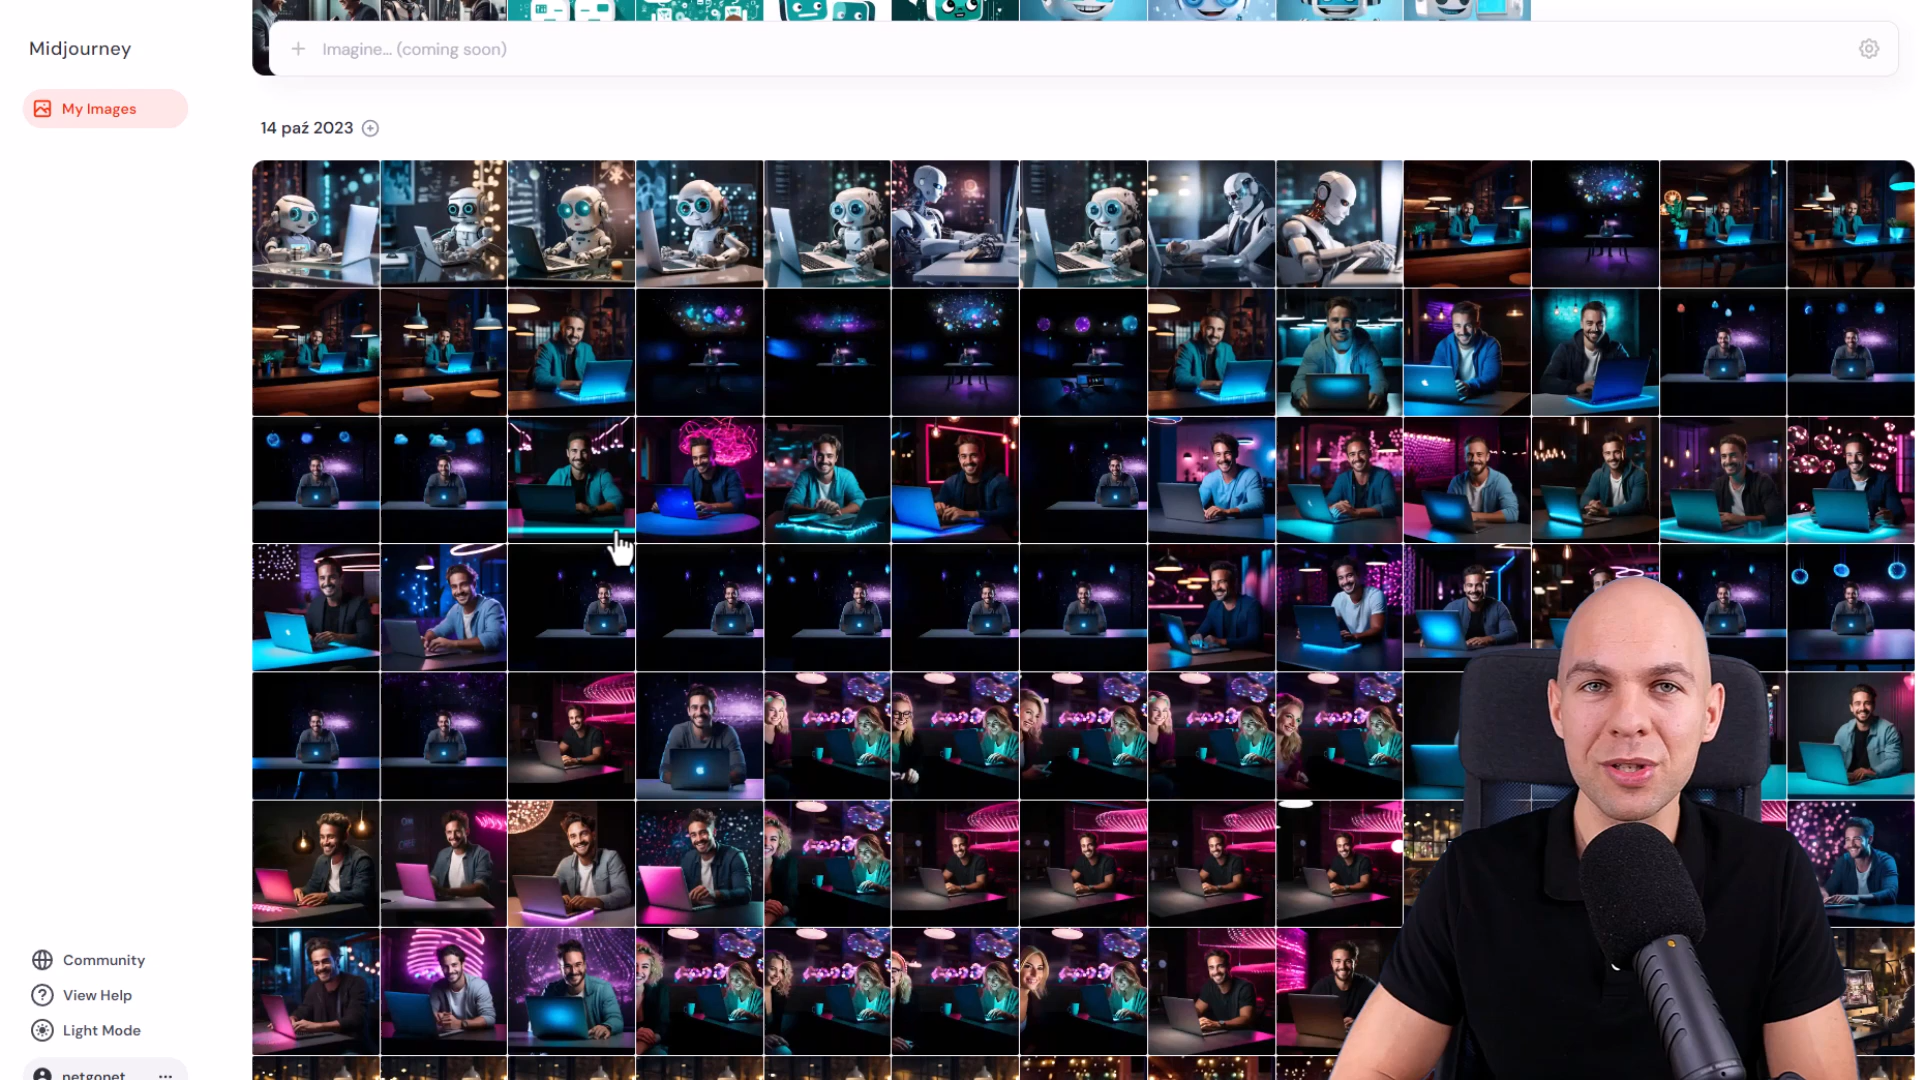 Midjourney
Imagine... (coming soon)
My Images
14 paź 2023
Community
View Help
Light Mode
netgonet